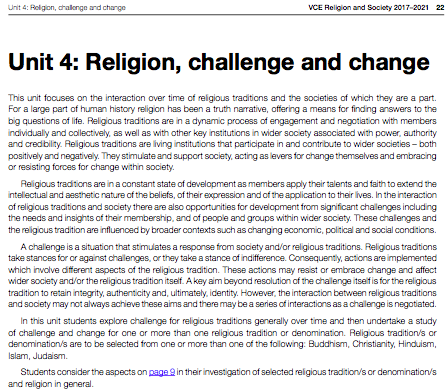 Unit 4: Religion, challenge and change
VCE Religion and Society 2017–2021 22
Unit 4: Religion, challenge and change
This unit focuses on the interaction over time of religious traditions and the societies of which they are a part.
For a large part of human history religion has been a truth narrative, offering a means for finding answers to the
big questions of life. Religious traditions are in a dynamic process of engagement and negotiation with members
individually and collectively, as well as with other key institutions in wider society associated with power, authority
and credibility. Religious traditions are living institutions that participate in and contribute to wider societies – both
positively and negatively. They stimulate and support society, acting as levers for change themselves and embracing
or resisting forces for change within society.
Religious traditions are in a constant state of development as members apply their talents and faith to extend the
intellectual and aesthetic nature of the beliefs, of their expression and of the application to their lives. In the interaction
of religious traditions and society there are also opportunities for development from significant challenges including
the needs and insights of their membership, and of people and groups within wider society. These challenges and
the religious tradition are influenced by broader contexts such as changing economic, political and social conditions.
A challenge is a situation that stimulates a response from society and/or religious traditions. Religious traditions
take stances for or against challenges, or they take a stance of indifference. Consequently, actions are implemented
which involve different aspects of the religious tradition. These actions may resist or embrace change and affect
wider society and/or the religious tradition itself. A key aim beyond resolution of the challenge itself is for the religious
tradition to retain integrity, authenticity and, ultimately, identity. However, the interaction between religious traditions
and society may not always achieve these aims and there may be a series of interactions as a challenge is negotiated.
In this unit students explore challenge for religious traditions generally over time and then undertake a study
of challenge and change for one or more than one religious tradition or denomination. Religious tradition/s or
denomination/s are to be selected from one or more than one of the following: Buddhism, Christianity, Hinduism,
Islam, Judaism.
Students consider the aspects on page 9 in their investigation of selected religious tradition/s or denomination/s
and religion in general.